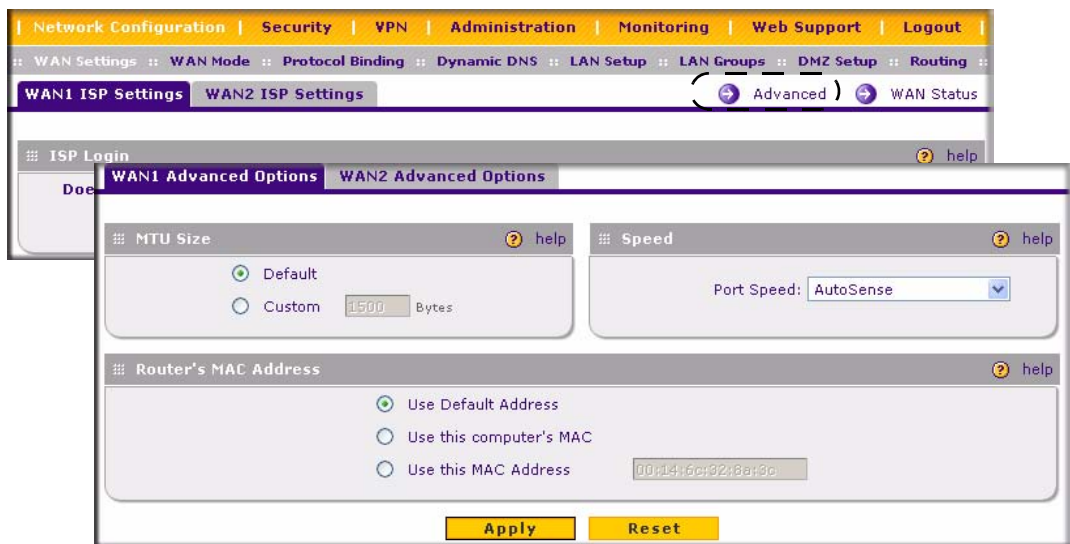 | Network Configuration | Security | VPN | Administration | Monitoring | Web Support | Logout |
:: WAN Settings :: WAN Mode :: Protocol Binding :: Dynamic DNS :: LAN Setup :: LAN Groups :: DMZ Setup :: Routing ::
WAN1 ISP Settings WAN2 ISP Settings Advanced WAN Status
ISP Login ? help
Doe
WAN1 Advanced Options WAN2 Advanced Options
MTU Size ? help
Default
Custom 1500 Bytes
Speed ? help
Port Speed: AutoSense
Router's MAC Address ? help
Use Default Address
Use this computer's MAC
Use this MAC Address 00:14:6c:32:8a:3c
Apply Reset